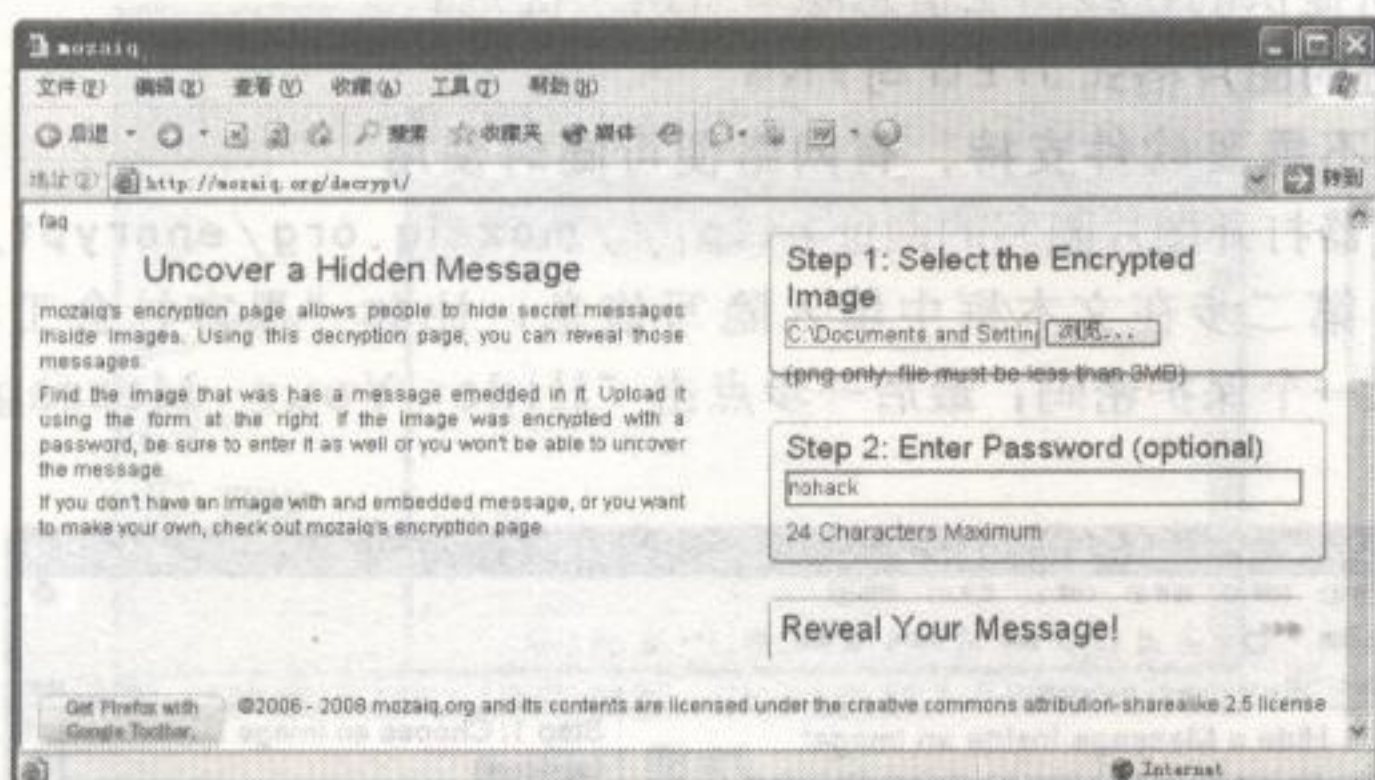 mozaiq
文件(F) 编辑(E) 查看(V) 收藏(A) 工具(T) 帮助(H)
后退 搜索 收藏夹 媒体
地址(D) http://mozaiq.org/decrypt/ 转到
faq
Uncover a Hidden Message
mozaiq's encryption page allows people to hide secret messages
inside images. Using this decryption page, you can reveal those
messages.
Find the image that was has a message emedded in it. Upload it
using the form at the right. If the image was encrypted with a
password, be sure to enter it as well or you won't be able to uncover
the message.
If you don't have an image with and embedded message, or you want
to make your own, check out mozaiq's encryption page.
Step 1: Select the Encrypted
Image
C:\Documents and Settin 浏览...
(png only, file must be less than 3MB)
Step 2: Enter Password (optional)
nohack
24 Characters Maximum
Reveal Your Message!
Get Firefox with
Google Toolbar.
©2006 - 2008 mozaiq.org and its contents are licensed under the creative commons attribution-sharealike 2.5 license
Internet